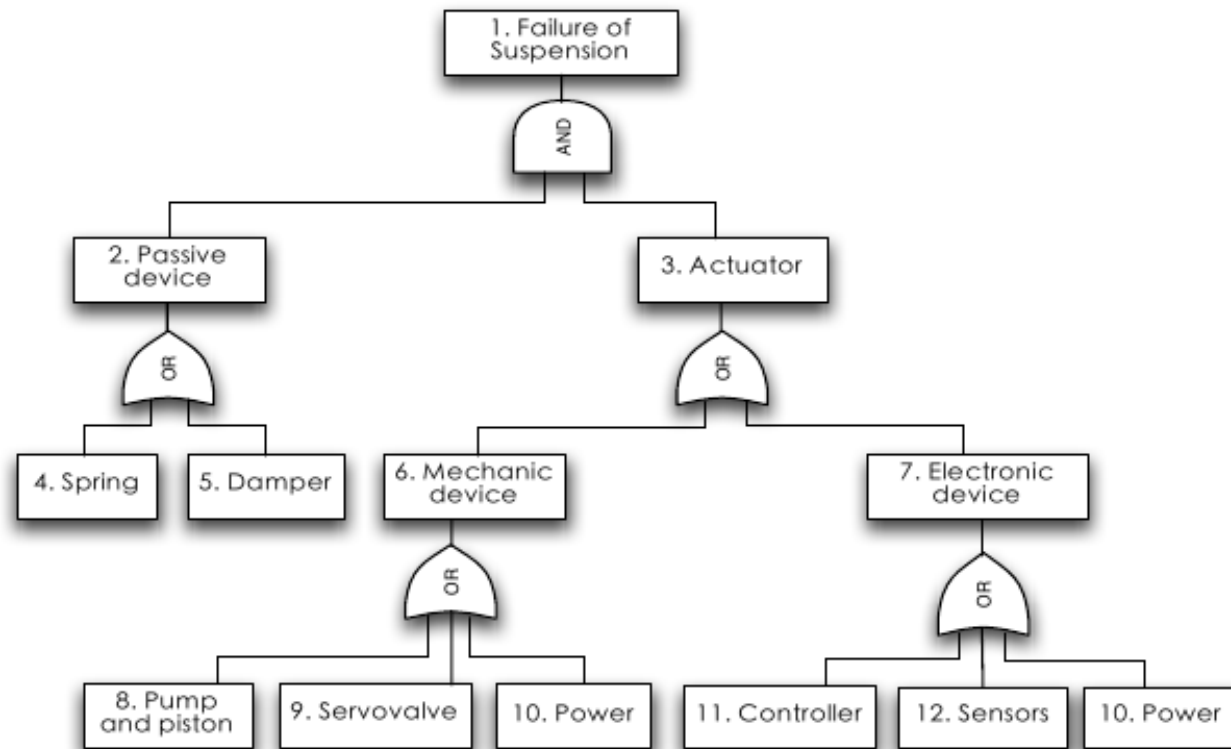 1. Failure of
Suspension
AND
2. Passive
device
3. Actuator
OR
OR
4. Spring
5. Damper
6. Mechanic
device
7. Electronic
device
OR
OR
8. Pump
and piston
9. Servovalve
10. Power
11. Controller
12. Sensors
10. Power